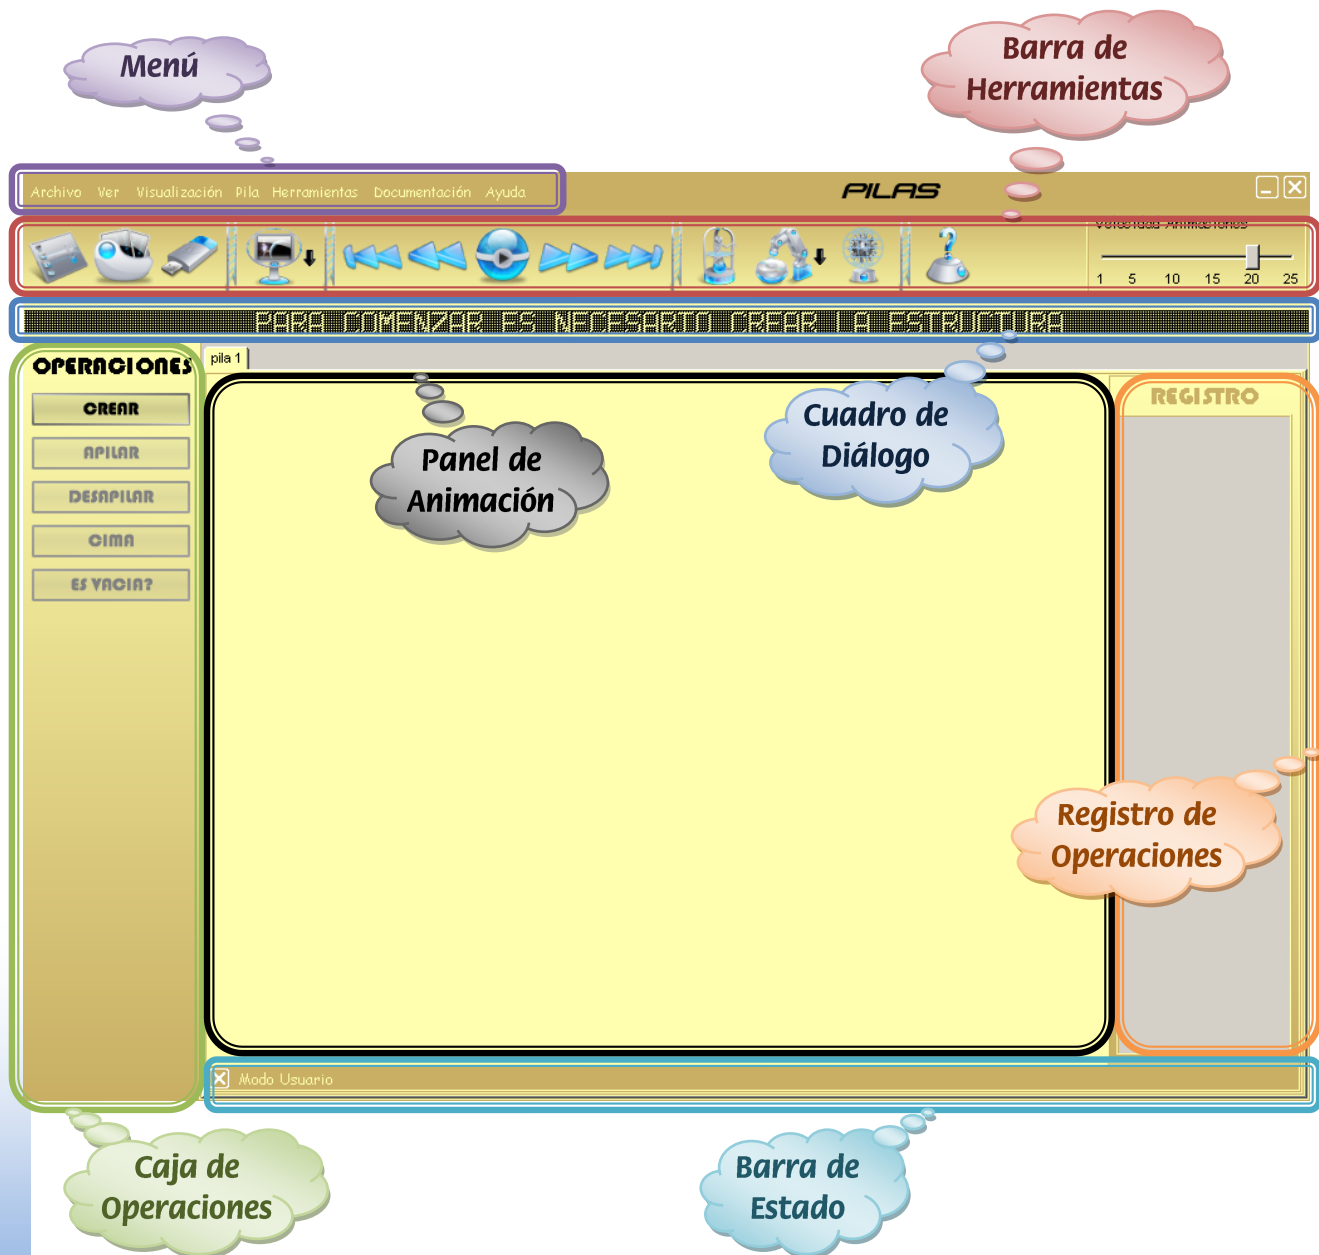 Menú
Barra de
Herramientas
Archivo Ver Visualización Pila Herramientas Documentación Ayuda
PILAS
Velocidad Animaciones
1 5 10 15 20 25
PARA COMENZAR ES NECESARIO CREAR LA ESTRUCTURA
OPERACIONES
pila 1
CREAR
APILAR
DESAPILAR
CIMA
ES VACIA?
REGISTRO
Cuadro de
Diálogo
Panel de
Animación
Registro de
Operaciones
Modo Usuario
Caja de
Operaciones
Barra de
Estado